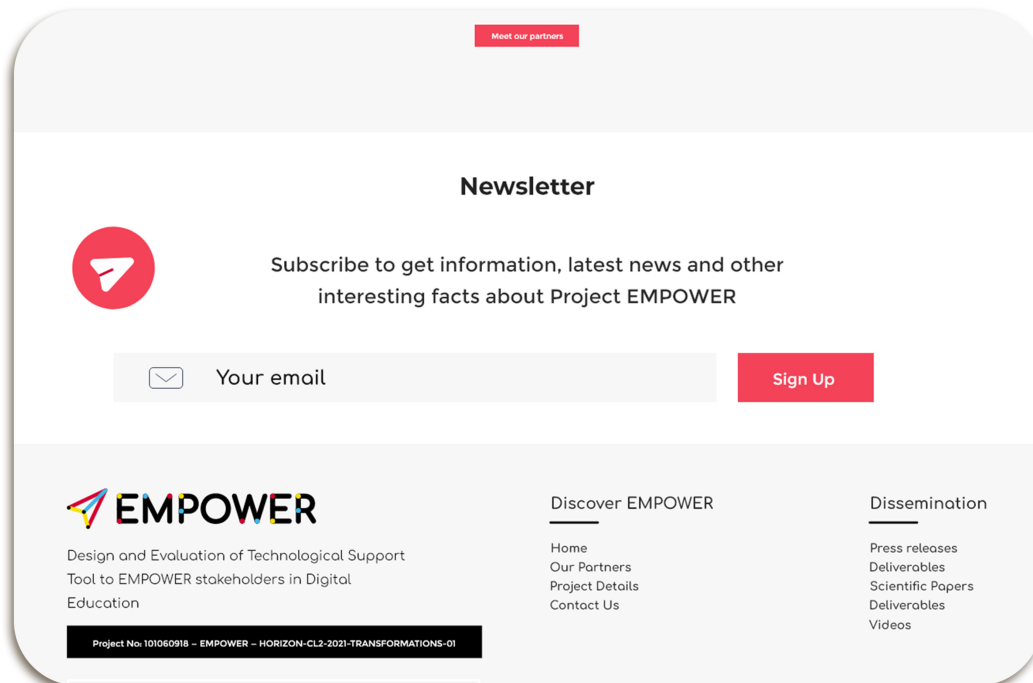 Meet our partners
Newsletter
Subscribe to get information, latest news and other
interesting facts about Project EMPOWER
Your email
Sign Up
EMPOWER
Design and Evaluation of Technological Support
Tool to EMPOWER stakeholders in Digital
Education
Project No: 101060918 – EMPOWER – HORIZON-CL2-2021-TRANSFORMATIONS-01
Discover EMPOWER
Home
Our Partners
Project Details
Contact Us
Dissemination
Press releases
Deliverables
Scientific Papers
Deliverables
Videos